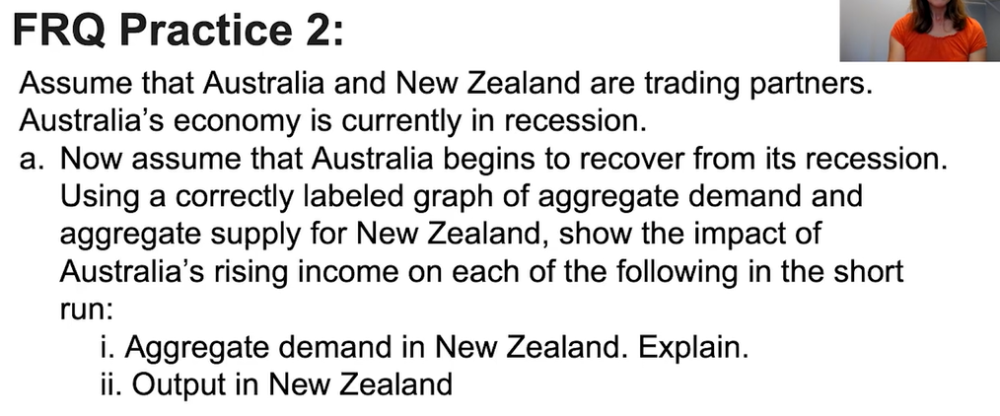 FRQ Practice 2:
Assume that Australia and New Zealand are trading partners.
Australia’s economy is currently in recession.
a. Now assume that Australia begins to recover from its recession.
Using a correctly labeled graph of aggregate demand and
aggregate supply for New Zealand, show the impact of
Australia’s rising income on each of the following in the short
run:
i. Aggregate demand in New Zealand. Explain.
ii. Output in New Zealand